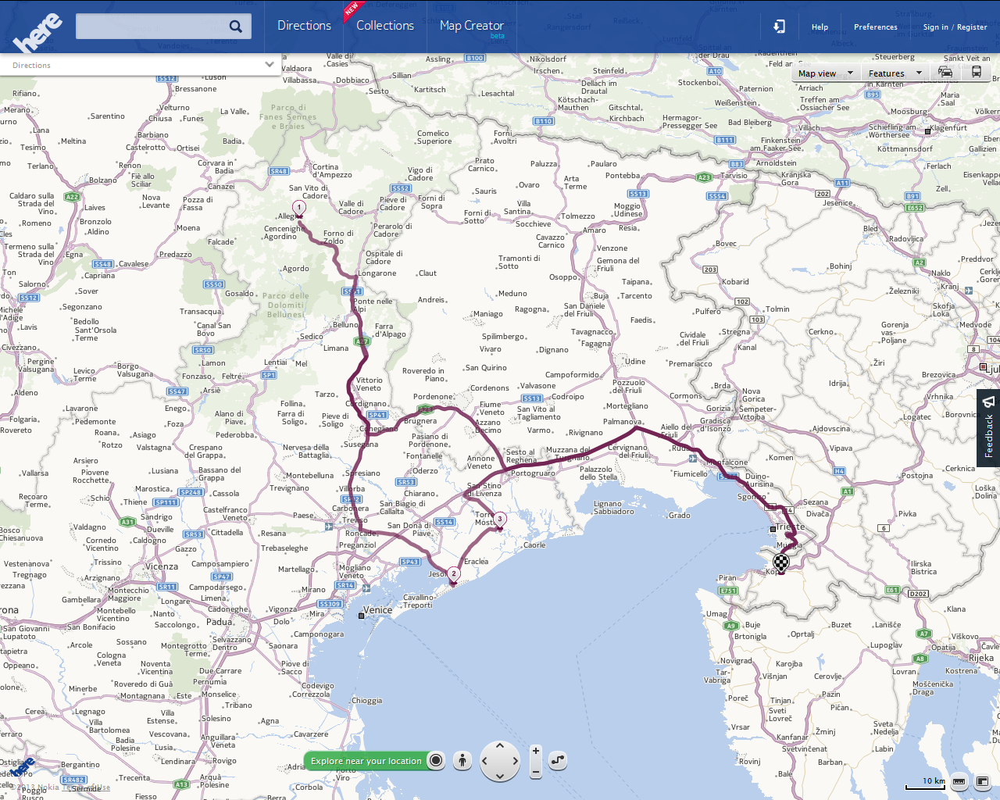 here
Directions
NEW
Collections
Map Creator
beta
Help
Preferences
Sign in / Register
Directions
Map view
Features
Rifiano
Merano
Lana
Tesimo
Meltina
Terlano
Sarentino
Bressanone
Velturno
Chiusa
Funes
Barbiano
Castelrotto
Ortisei
Renon
Fiè allo
Sciliar
Bolzano
La Valle
Badia
Corvara in
Badia
Canazei
Parco di
Fanes Sennes
e Braies
Valdaora
Villabassa
Dobbiaco
Sesto
Sillian
Assling
Kartitsch
Nikolsdorf
Irschen
Steinfeld
Lesachtal
Dellach im
Drautal
Kötschach-
Mauthen
Gitschtal
Kirchbach
Hermagor-
Pressegger See
Stockenboi
Paternion
Weißenstein
Bad Bleiberg
Villach
Finkenstein
am Faaker See
Arnoldstein
Arriach
Treffen am
Ossiacher See
Steuerberg
Maria
Saal
Moosburg
Schiefling am
Wörthersee
Klagenfurt
Köttmannsdorf
Ferlach
Zell
Cortina
d'Ampezzo
San Vito di
Cadore
Valle di
Cadore
Pieve di
Cadore
Vigo di
Cadore
Comelico
Superiore
Forni
Avoltri
Prato
Carnico
Paluzza
Paularo
Pontebba
Tarvisio
Kranjska
Gora
Jesenice
Sauris
Ovaro
Arta
Terme
Forni di
Sopra
Forni di
Sotto
Villa
Santina
Socchieve
Tolmezzo
Moggio
Udinese
Resia
Amaro
Cavazzo
Carnico
Venzone
Gemona del
Friuli
Bovec
Bled
Radovljica
Bohinj
Kobarid
Tolmin
Železniki
Preddvor
Naklo
Kranj
Škofja
Loka
Medvode
Caldaro sulla
Strada del
Vino
Nova
Levante
Pozza di
Fassa
Laives
Romeno
Bronzolo
Aldino
Moena
Termeno sulla
Strada del
Vino
Egna
Falcade
Predazzo
Cavalese
Capriana
Salorno
Sover
Segonzano
Alleghe
Cencenighe
Agordino
Forno di
Zoldo
Perarolo di
Cadore
Ospitale di
Cadore
Agordo
Longarone
Gosaldo
Parco delle
Dolomiti
Bellunesi
Ponte nelle
Alpi
Belluno
Farra
d'Alpago
Sedico
Limana
Claut
Andreis
Tramonti di
Sotto
Meduno
Maniago
Ragogna
Osoppo
Buja
San Daniele
del Friuli
Taipana
Tarcento
Faedis
Pulfero
Stregna
Kanal
Cerkno
Gorenja
vas-
Poljane
Žiri
Idrija
Transacqua
Canal San
Bovo
Bedollo
Sant'Orsola
Terme
Civezzano
Pergine
Valsugana
Levico
Terme
Borgo
Valsugana
Lamon
Fonzaso
Feltre
Lentiai
Mel
Arsiè
Enego
Aldeno
Lavarone
Folgaria
Rovereto
Spilimbergo
Vivaro
Dignano
Tavagnacco
Fagagna
Cividale
del Friuli
Udine
Premariacco
San Quirino
Roveredo in
Piano
Cordenons
Pordenone
Valvasone
Campoformido
Codroipo
Pozzuolo
del Friuli
Mortegliano
Cormons
Brda
Nova
Gorica
Gorizia
Šempeter-
Vrtojba
Gradisca
d'Isonzo
Ajdovscina
Vipava
Logatec
Vrhnika
Brezovica
Borovnica
Vittorio
Veneto
Tarzo
Follina
Farra di
Soligo
Pieve di
Soligo
Conegliano
Susegana
Brugnera
Fiume
Veneto
Azzano
Decimo
San Vito al
Tagliamento
Varmo
Rivignano
Palmanova
Aiello del
Friuli
Pasiano di
Pordenone
Fontanelle
Annone
Veneto
Sesto al
Reghena
Portogruaro
Muzzana del
Turgnano
Cervignano
del Friuli
Palazzolo
dello Stella
Fiumicello
Monfalcone
Duino-
Aurisina
Sgonico
Komen
Sezana
Divača
Postojna
Cerknica
Loška
Dolina
Pivka
Ilirska
Bistrica
Pedemonte
Roana
Rotzo
Asiago
Valstagna
Alano di
Piave
Pederobba
Crespano
del Grappa
Nervesa della
Battaglia
Arsiero
Piovene
Rocchette
Vallarsa
Lusiana
Bassano del
Grappa
Montebelluna
Spresiano
Oderzo
Trevignano
Marostica
Cassola
Schio
Thiene
Recoaro
Terme
Sandrigo
Dueville
Castelfranco
Veneto
Paese
Villorba
Carbonera
Treviso
Chiarano
San Biagio di
Callalta
San Donà di
Piave
San Stino
di Livenza
Torre
Mosto
Lignano
Sabbiadoro
Grado
Caorle
Eraclea
Roncade
Preganziol
Valdagno
Bosco
Chiesanuova
Cornedo
Vicentino
Caldogno
Cittadella
Resana
Gazzo
Trebaseleghe
Vestenanova
Tregnago
Trissino
Arzignano
Vicenza
Camposampiero
Martellago
Mogliano
Veneto
Montecchio
Maggiore
Gambellara
Montebello
Vicentino
Longare
Campodarsego
Limena
Mirano
Cadoneghe
Vigonza
Mira
Dolo
Padua
Venice
Cavallino-
Treporti
Nanto
Saccolongo
Selvazzano
Dentro
Saonara
Camponogara
San Giovanni
Lupatoto
San Bonifacio
Arcole
Sossano
Cologna
Veneta
Montegrotto
Terme
Noventa
Vicentina
Due Carrare
Piove di
Sacco
Oppeano
Roveredo di Guà
Pernumia
Minerbe
Montagnana
Este
Monselice
Tribano
Codevigo
Correzzola
Chioggia
Cerea
Legnago
Villa
Bartolomea
Villa
Estense
Solesino
Agna
Cavarzere
Vescovana
Anguillara
Veneta
Badia
Polesine
Lusia
Lendinara
Rovigo
Bergantino
Trecenta
Arquà
Polesine
Adria
Porto
Viro
Corbola
Fiesso
Sermide
Poggio
Rusco
Trieste
Muggia
Piran
Umag
Buje
Brtonigla
Oprtalj
Buzet
Lanišće
Klana
Viškovo
Opatija
Rijeka
Kostrena
Lupoglav
Novigrad
Karojba
Tar-
Vabriga
Višnjan
Cerovlje
Lovran
Mošćenička
Draga
Poreč
Tinjan
Pazin
Sveti
Lovreč
Pićan
Vrsar
Kanfanar
Žminj
Sveta
Nedelja
Svetvinčenat
Labin
Rovinj
Barban
Bale
1
2
3
Feedback
Explore near your location
10 km
here
© 2013 Nokia Terms of Use